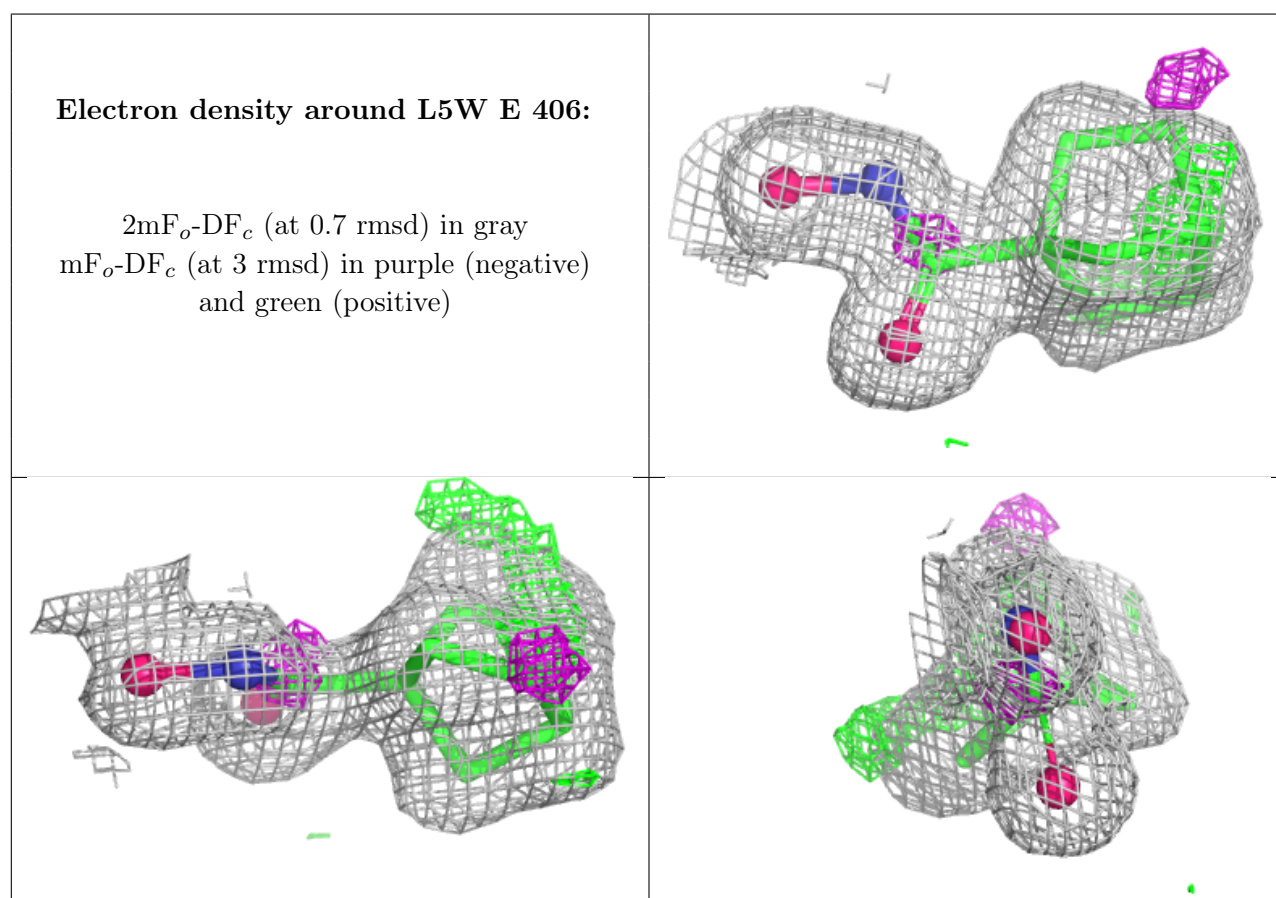 Electron density around L5W E 406:
2mFo-DFc (at 0.7 rmsd) in gray
mFo-DFc (at 3 rmsd) in purple (negative)
and green (positive)